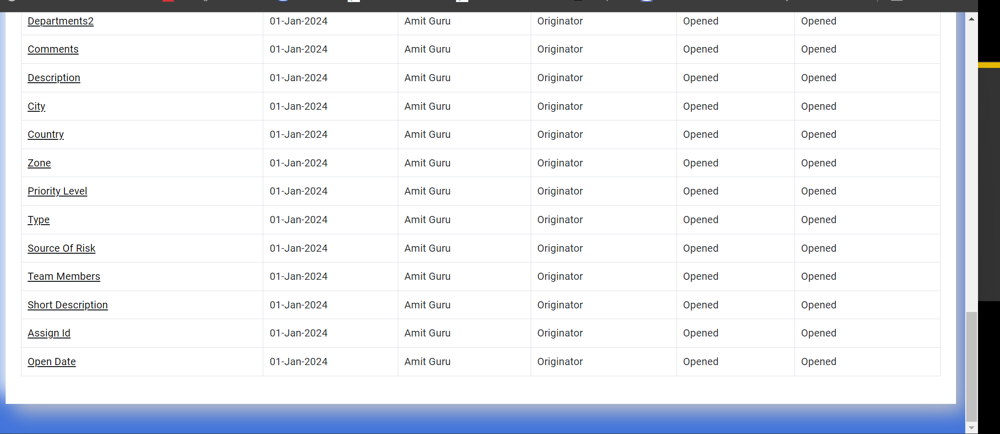 Departments2 01-Jan-2024 Amit Guru Originator Opened Opened
Comments 01-Jan-2024 Amit Guru Originator Opened Opened
Description 01-Jan-2024 Amit Guru Originator Opened Opened
City 01-Jan-2024 Amit Guru Originator Opened Opened
Country 01-Jan-2024 Amit Guru Originator Opened Opened
Zone 01-Jan-2024 Amit Guru Originator Opened Opened
Priority Level 01-Jan-2024 Amit Guru Originator Opened Opened
Type 01-Jan-2024 Amit Guru Originator Opened Opened
Source Of Risk 01-Jan-2024 Amit Guru Originator Opened Opened
Team Members 01-Jan-2024 Amit Guru Originator Opened Opened
Short Description 01-Jan-2024 Amit Guru Originator Opened Opened
Assign Id 01-Jan-2024 Amit Guru Originator Opened Opened
Open Date 01-Jan-2024 Amit Guru Originator Opened Opened